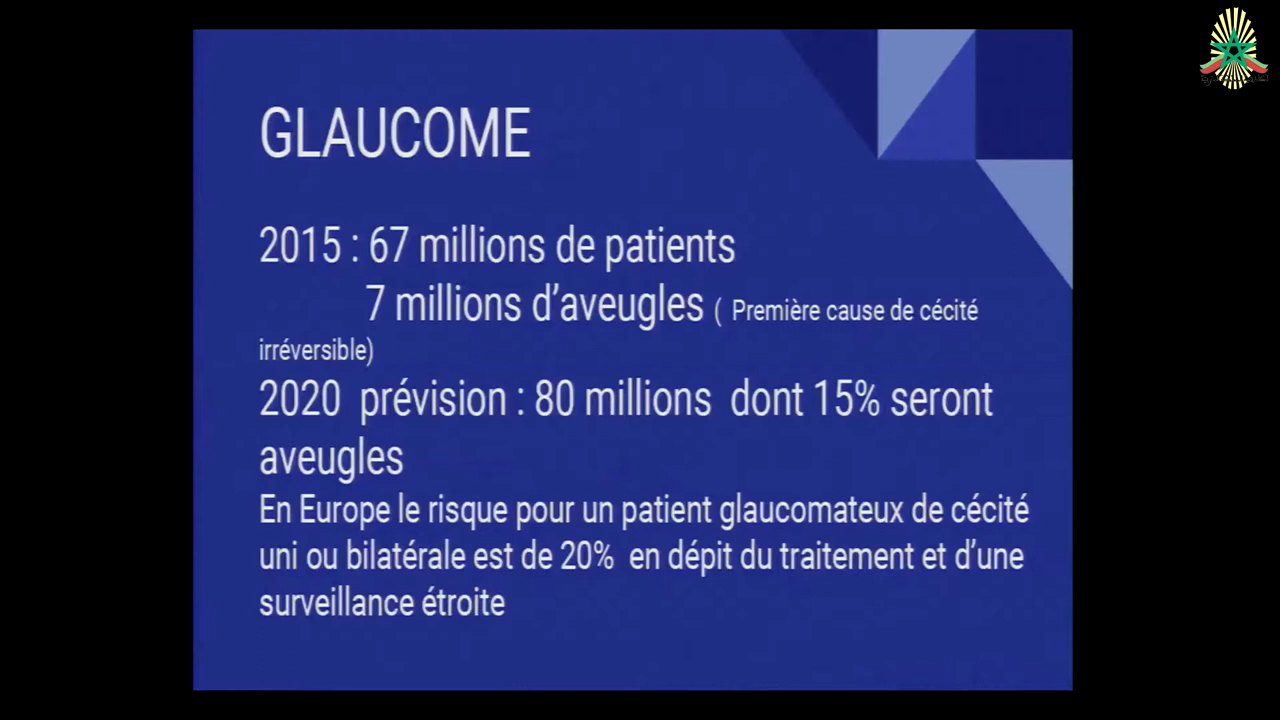 GLAUCOME
2015 : 67 millions de patients
7 millions d’aveugles ( Première cause de cécité
irréversible)
2020 prévision : 80 millions dont 15% seront
aveugles
En Europe le risque pour un patient glaucomateux de cécité
uni ou bilatérale est de 20% en dépit du traitement et d’une
surveillance étroite